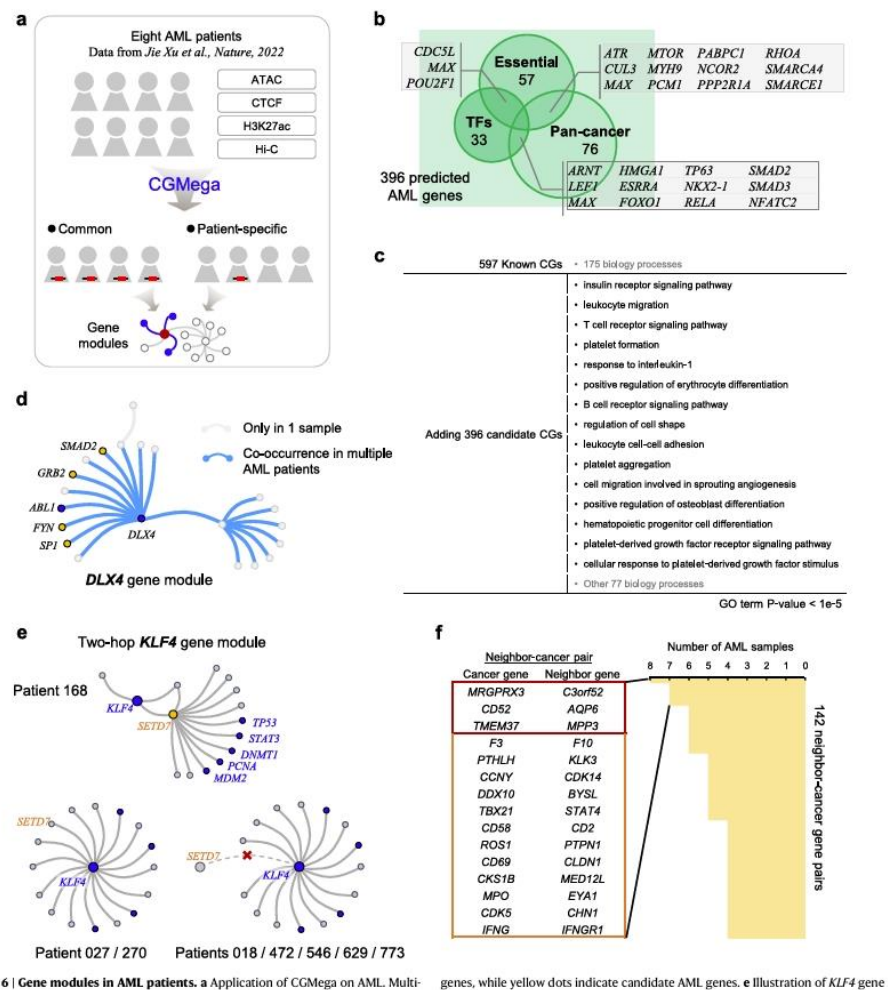 a
Eight AML patients
Data from Jie Xu et al., Nature, 2022
ATAC
CTCF
H3K27ac
Hi-C
CGMega
Common
Patient-specific
Gene
modules
b
CDC5L
MAX
POU2F1
Essential
57
TFs
33
Pan-cancer
76
396 predicted
AML genes
ATR MTOR PABPC1 RHOA
CUL3 MYH9 NCOR2 SMARCA4
MAX PCM1 PPP2R1A SMARCE1
ARNT HMGA1 TP63 SMAD2
LEF1 ESRRA NKX2-1 SMAD3
MAX FOXO1 RELA NFATC2
c
597 Known CGs • 175 biology processes
Adding 396 candidate CGs
• insulin receptor signaling pathway
• leukocyte migration
• T cell receptor signaling pathway
• platelet formation
• response to interleukin-1
• positive regulation of erythrocyte differentiation
• B cell receptor signaling pathway
• regulation of cell shape
• leukocyte cell-cell adhesion
• platelet aggregation
• cell migration involved in sprouting angiogenesis
• positive regulation of osteoblast differentiation
• hematopoietic progenitor cell differentiation
• platelet-derived growth factor receptor signaling pathway
• cellular response to platelet-derived growth factor stimulus
• Other 77 biology processes
GO term P-value < 1e-5
d
Only in 1 sample
Co-occurrence in multiple
AML patients
SMAD2
GRB2
ABL1
FYN
SP1
DLX4
DLX4 gene module
e
Two-hop KLF4 gene module
Patient 168
KLF4
SETD7
TP53
STAT3
DNMT1
PCNA
MDM2
SETD7
KLF4
Patient 027 / 270
SETD7
KLF4
Patients 018 / 472 / 546 / 629 / 773
f
Neighbor-cancer pair
Cancer gene Neighbor gene
MRGPRX3 C3orf52
CD52 AQP6
TMEM37 MPP3
F3 F10
PTHLH KLK3
CCNY CDK14
DDX10 BYSL
TBX21 STAT4
CD58 CD2
ROS1 PTPN1
CD69 CLDN1
CKS1B MED12L
MPO EYA1
CDK5 CHN1
IFNG IFNGR1
Number of AML samples
8 7 6 5 4 3 2 1 0
142 neighbor-cancer gene pairs
6 | Gene modules in AML patients. a Application of CGMega on AML. Multi-
genes, while yellow dots indicate candidate AML genes. e Illustration of KLF4 gene